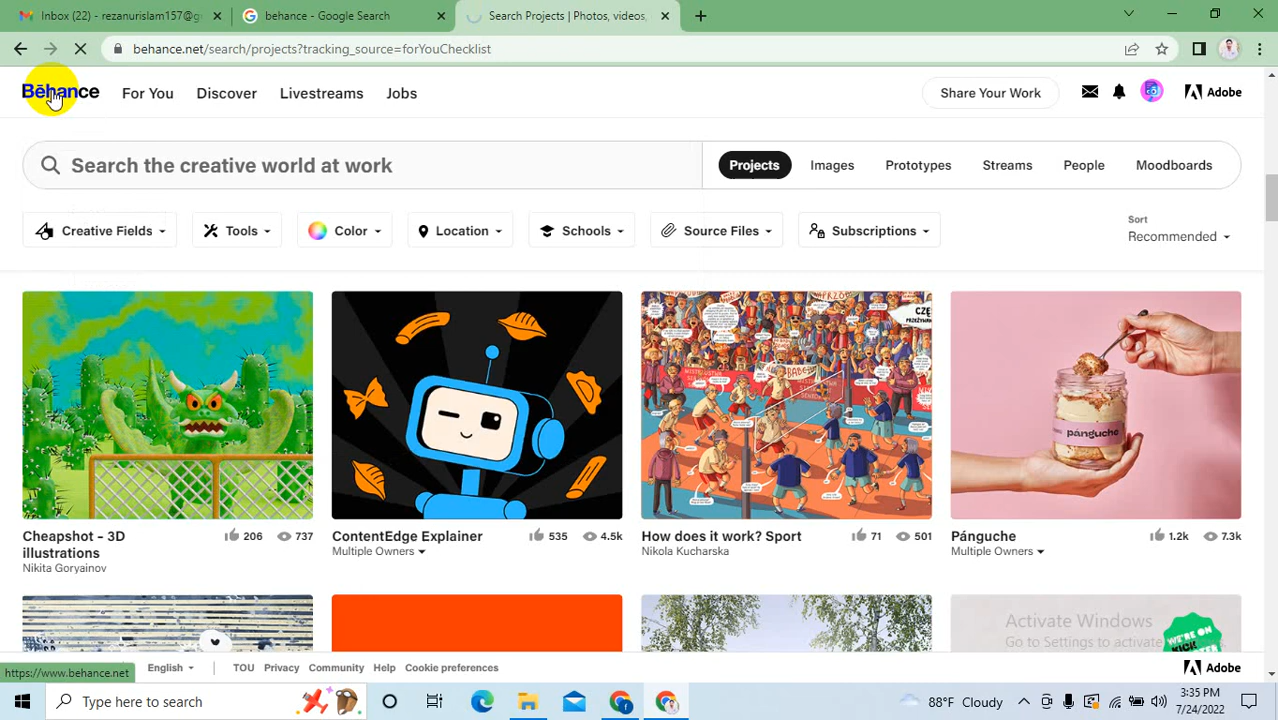 Inbox (22) - rezanurislam157@g
behance - Google Search
Search Projects | Photos, videos,
behance.net/search/projects?tracking_source=forYouChecklist
Bēhance
For You
Discover
Livestreams
Jobs
Share Your Work
Adobe
Search the creative world at work
Projects
Images
Prototypes
Streams
People
Moodboards
Creative Fields
Tools
Color
Location
Schools
Source Files
Subscriptions
Sort
Recommended
pánguche
Cheapshot - 3D
illustrations
206
737
Nikita Goryainov
ContentEdge Explainer
535
4.5k
Multiple Owners
How does it work? Sport
71
501
Nikola Kucharska
Pánguche
1.2k
7.3k
Multiple Owners
Activate Windows
Go to Settings to activate
https://www.behance.net
English
TOU
Privacy
Community
Help
Cookie preferences
Adobe
Type here to search
88°F Cloudy
3:35 PM
7/24/2022